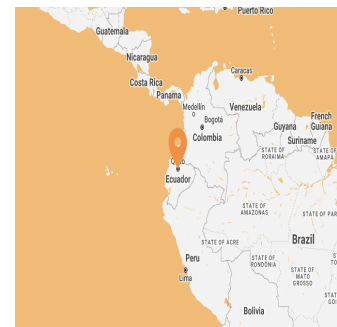 Puerto Rico
Guatemala
Nicaragua
Costa Rica
Panama
Caracas
Medellín
Venezuela
Bogotá
Colombia
Guyana
French
Guiana
Suriname
STATE OF
RORAIMA
STATE OF
AMAPÁ
Ecuador
STATE OF
AMAZONAS
STATE OF PAR
STATE OF ACRE
Brazil
Peru
STATE OF
RONDÔNIA
STATE OF
MATO
GROSSO
Lima
Bolivia